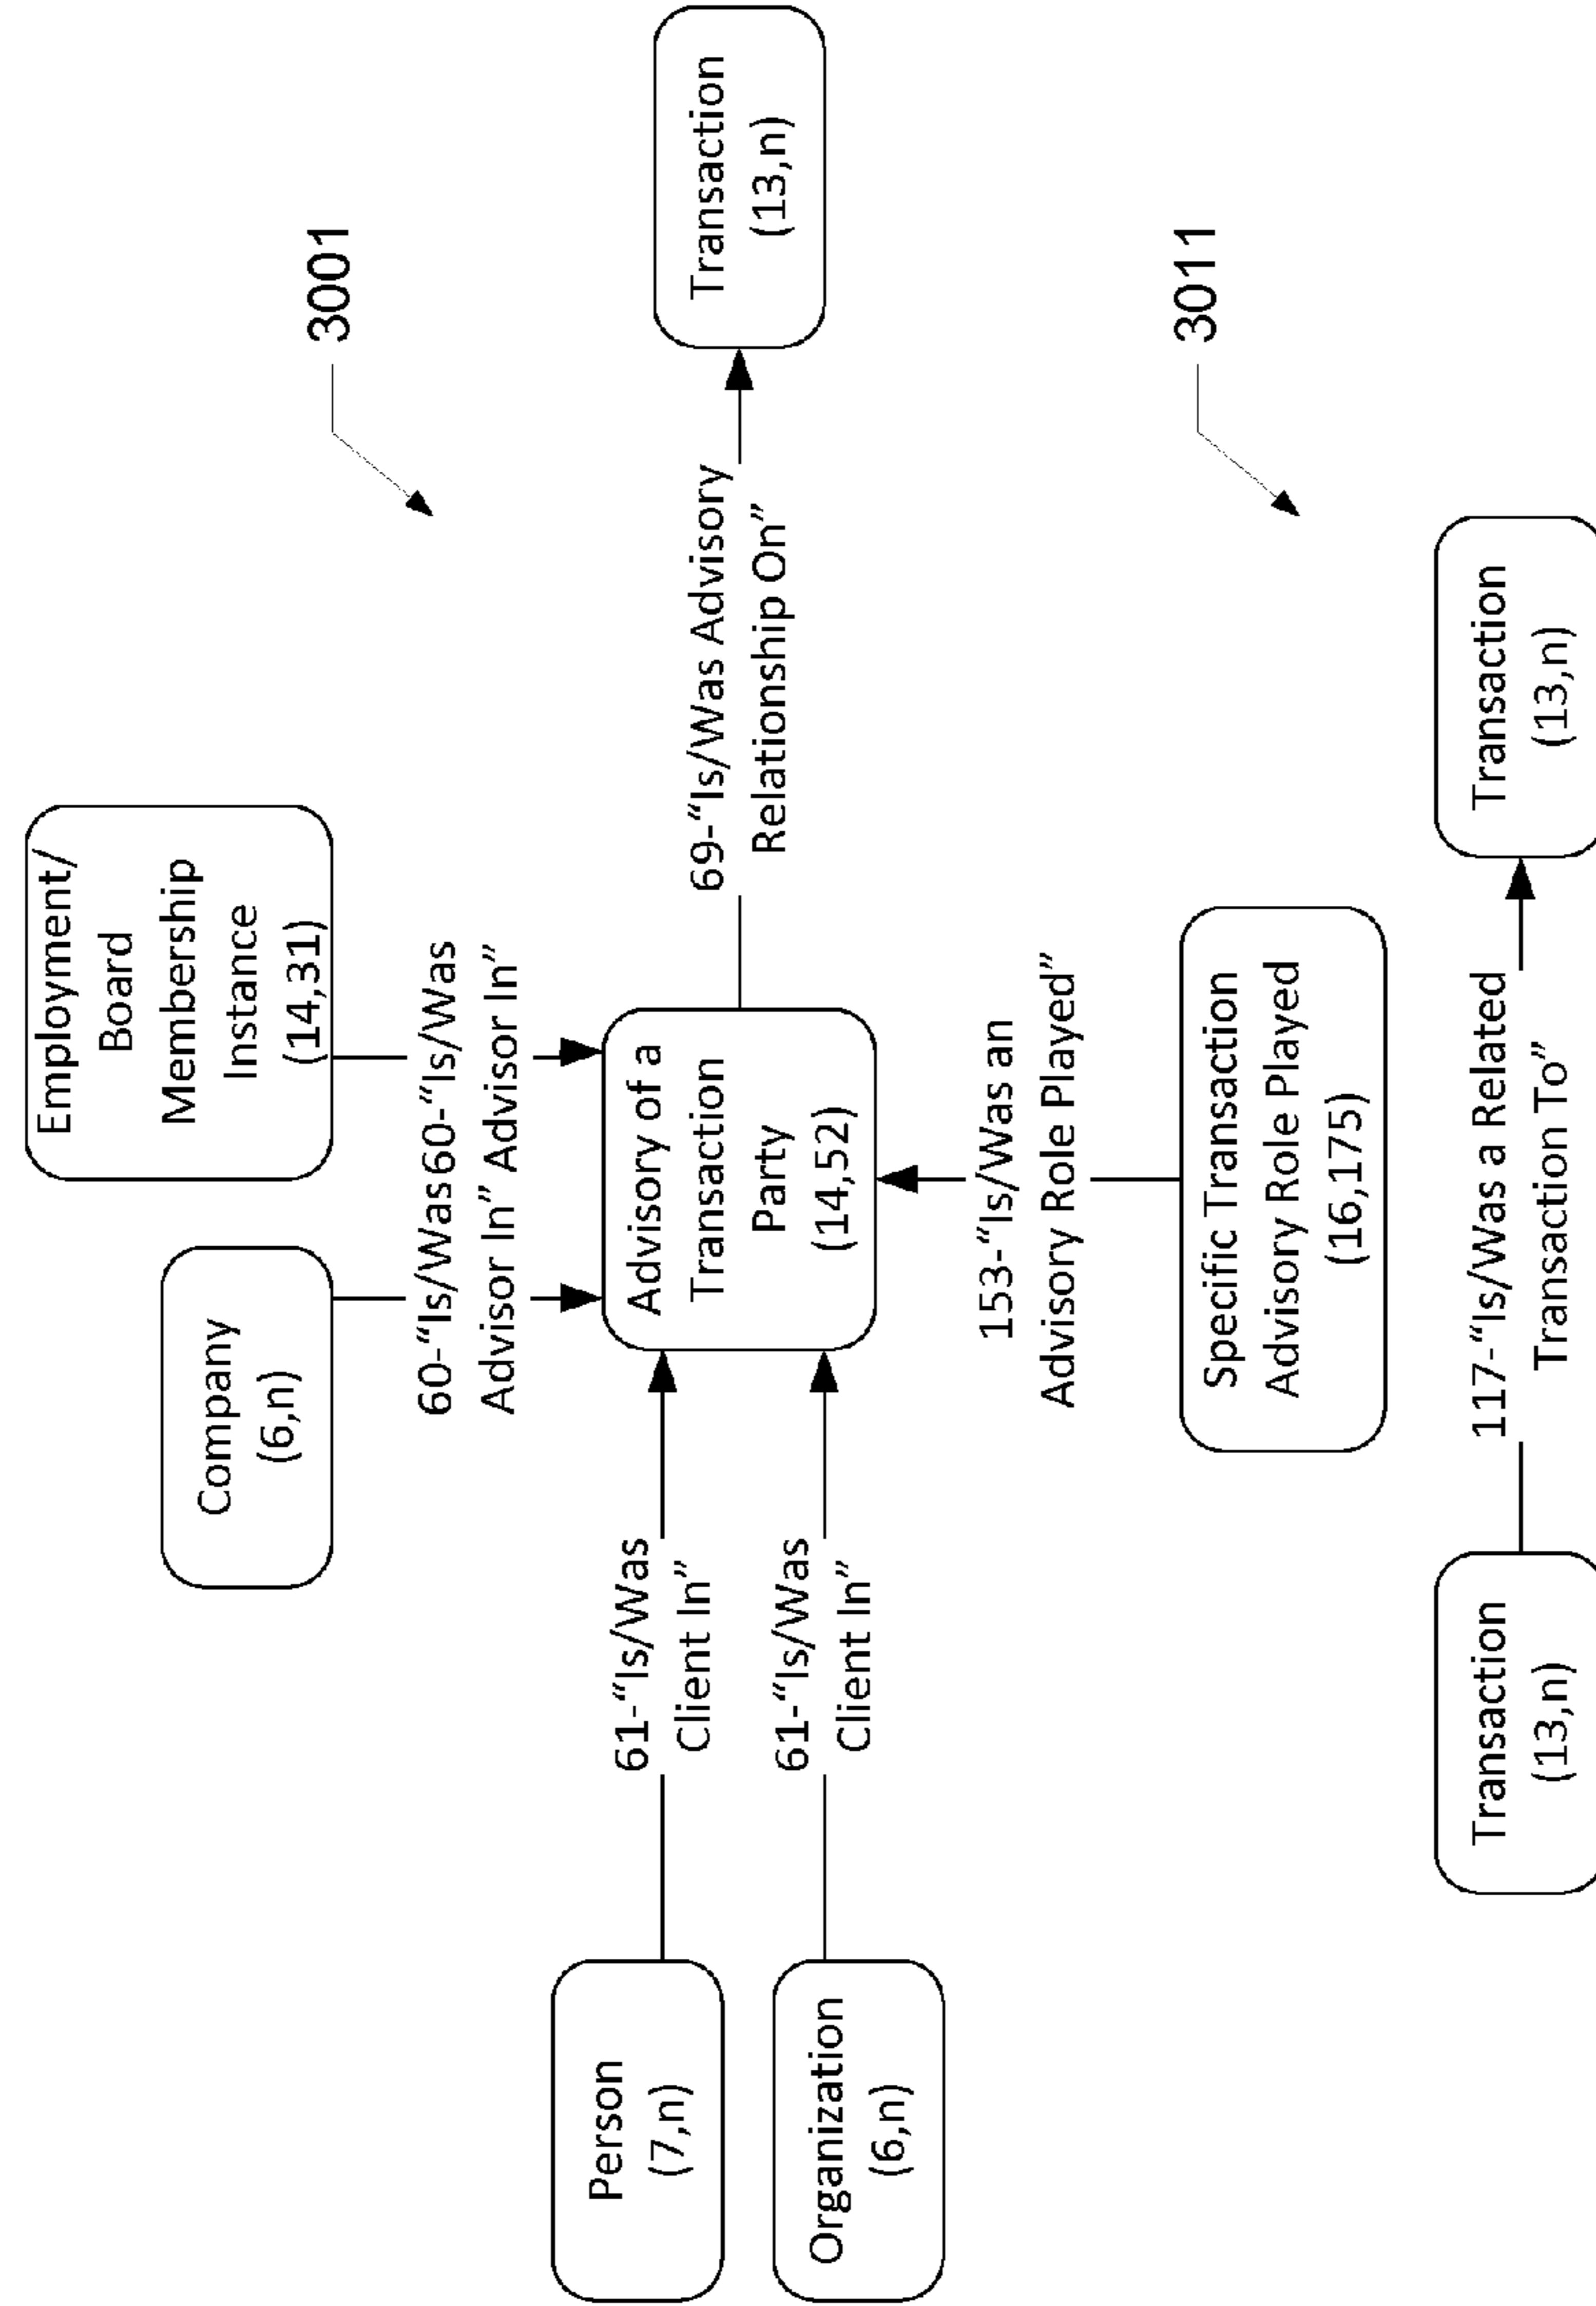 Employment/
Board
Membership
Instance
(14,31)
Company
(6,n)
3001
60-“Is/Was
Advisor In”
60-“Is/Was
Advisor In”
Person
(7,n)
61-“Is/Was
Client In”
Advisory of a
Transaction
Party
(14,52)
69-“Is/Was Advisory
Relationship On”
Transaction
(13,n)
Organization
(6,n)
61-“Is/Was
Client In”
153-“Is/Was an
Advisory Role Played”
Specific Transaction
Advisory Role Played
(16,175)
3011
Transaction
(13,n)
117-“Is/Was a Related
Transaction To”
Transaction
(13,n)